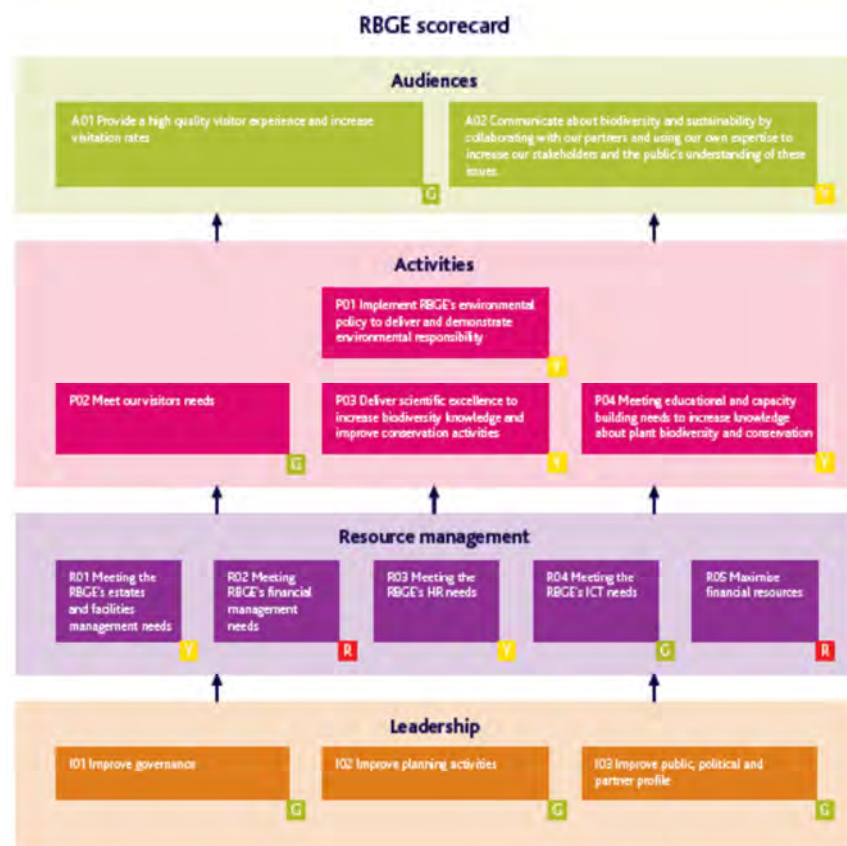 RBGE scorecard
Audiences
A01 Provide a high quality visitor experience and increase
visitation rates
G
A02 Communicate about biodiversity and sustainability by
collaborating with our partners and using our own expertise to
increase our stakeholders and the public's understanding of these
issues
Y
Activities
P01 Implement RBGE's environmental
policy to deliver and demonstrate
environmental responsibility
Y
P02 Meet our visitors needs
G
P03 Deliver scientific excellence to
increase biodiversity knowledge and
improve conservation activities
Y
P04 Meeting educational and capacity
building needs to increase knowledge
about plant biodiversity and conservation
Y
Resource management
R01 Meeting the
RBGE's estates
and facilities
management needs
Y
R02 Meeting
RBGE's financial
management
needs
R
R03 Meeting the
RBGE's HR needs
Y
R04 Meeting the
RBGE's ICT needs
G
R05 Maximise
financial resources
R
Leadership
I01 Improve governance
G
I02 Improve planning activities
G
I03 Improve public, political and
partner profile
G